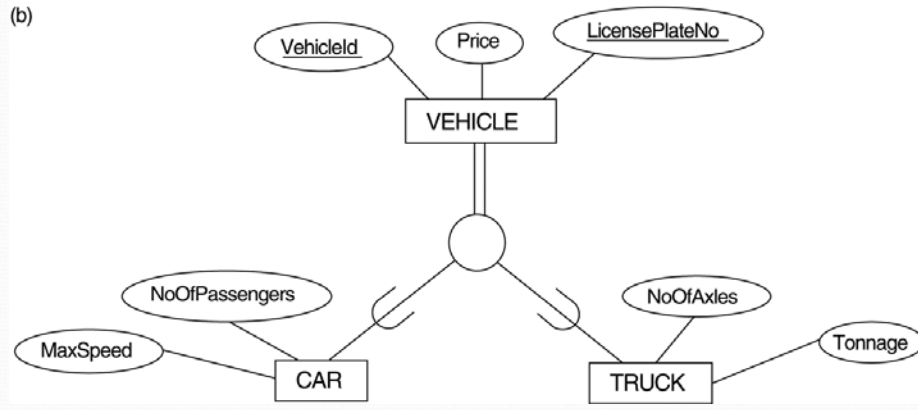 (b)
VehicleId
Price
LicensePlateNo
VEHICLE
NoOfPassengers
NoOfAxles
MaxSpeed
Tonnage
CAR
TRUCK